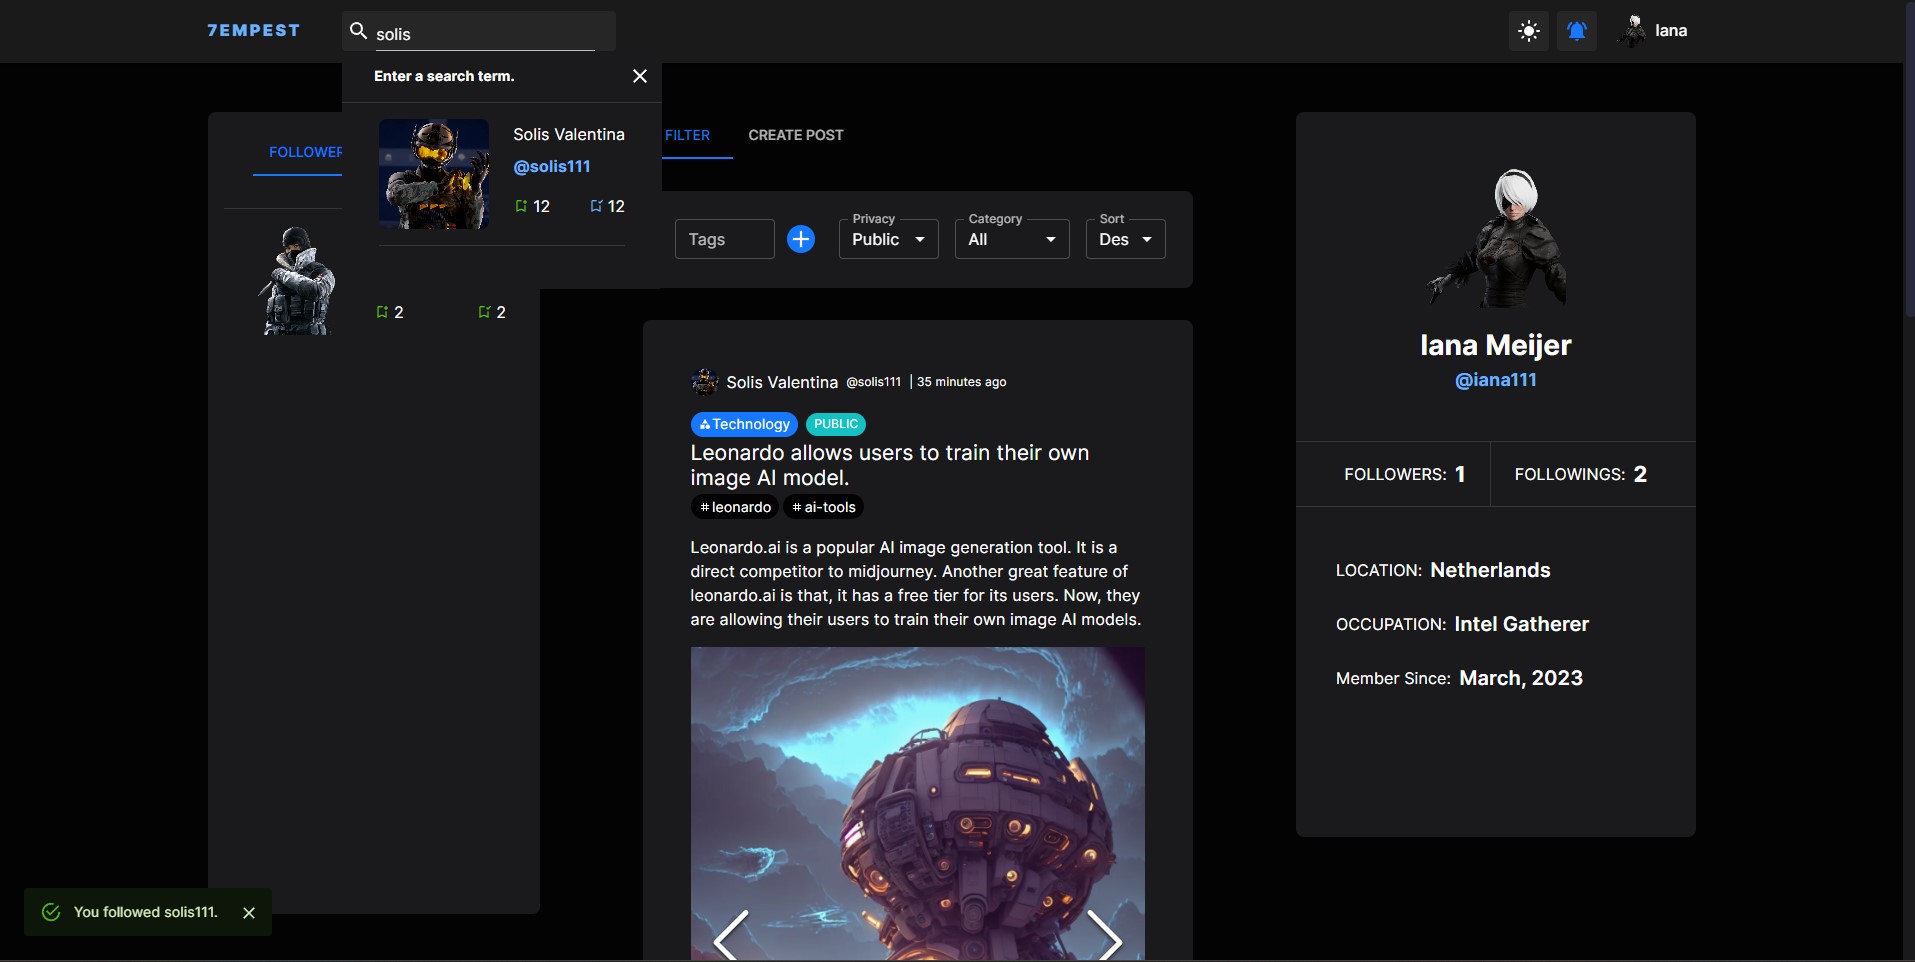 7EMPEST
solis
Iana
Enter a search term.
Solis Valentina
@solis111
12 12
FOLLOWER
2 2
FILTER CREATE POST
Tags
Privacy
Public
Category
All
Sort
Des
Solis Valentina @solis111 | 35 minutes ago
Technology PUBLIC
Leonardo allows users to train their own
image AI model.
# leonardo # ai-tools
Leonardo.ai is a popular AI image generation tool. It is a
direct competitor to midjourney. Another great feature of
leonardo.ai is that, it has a free tier for its users. Now, they
are allowing their users to train their own image AI models.
Iana Meijer
@iana111
FOLLOWERS: 1 FOLLOWINGS: 2
LOCATION: Netherlands
OCCUPATION: Intel Gatherer
Member Since: March, 2023
You followed solis111.